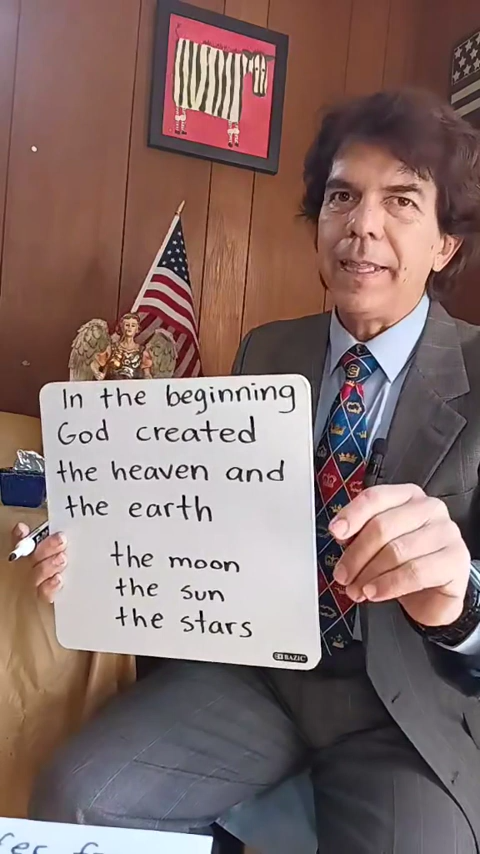 In the beginning
God created
the heaven and
the earth
the moon
the sun
the stars
BAZIC